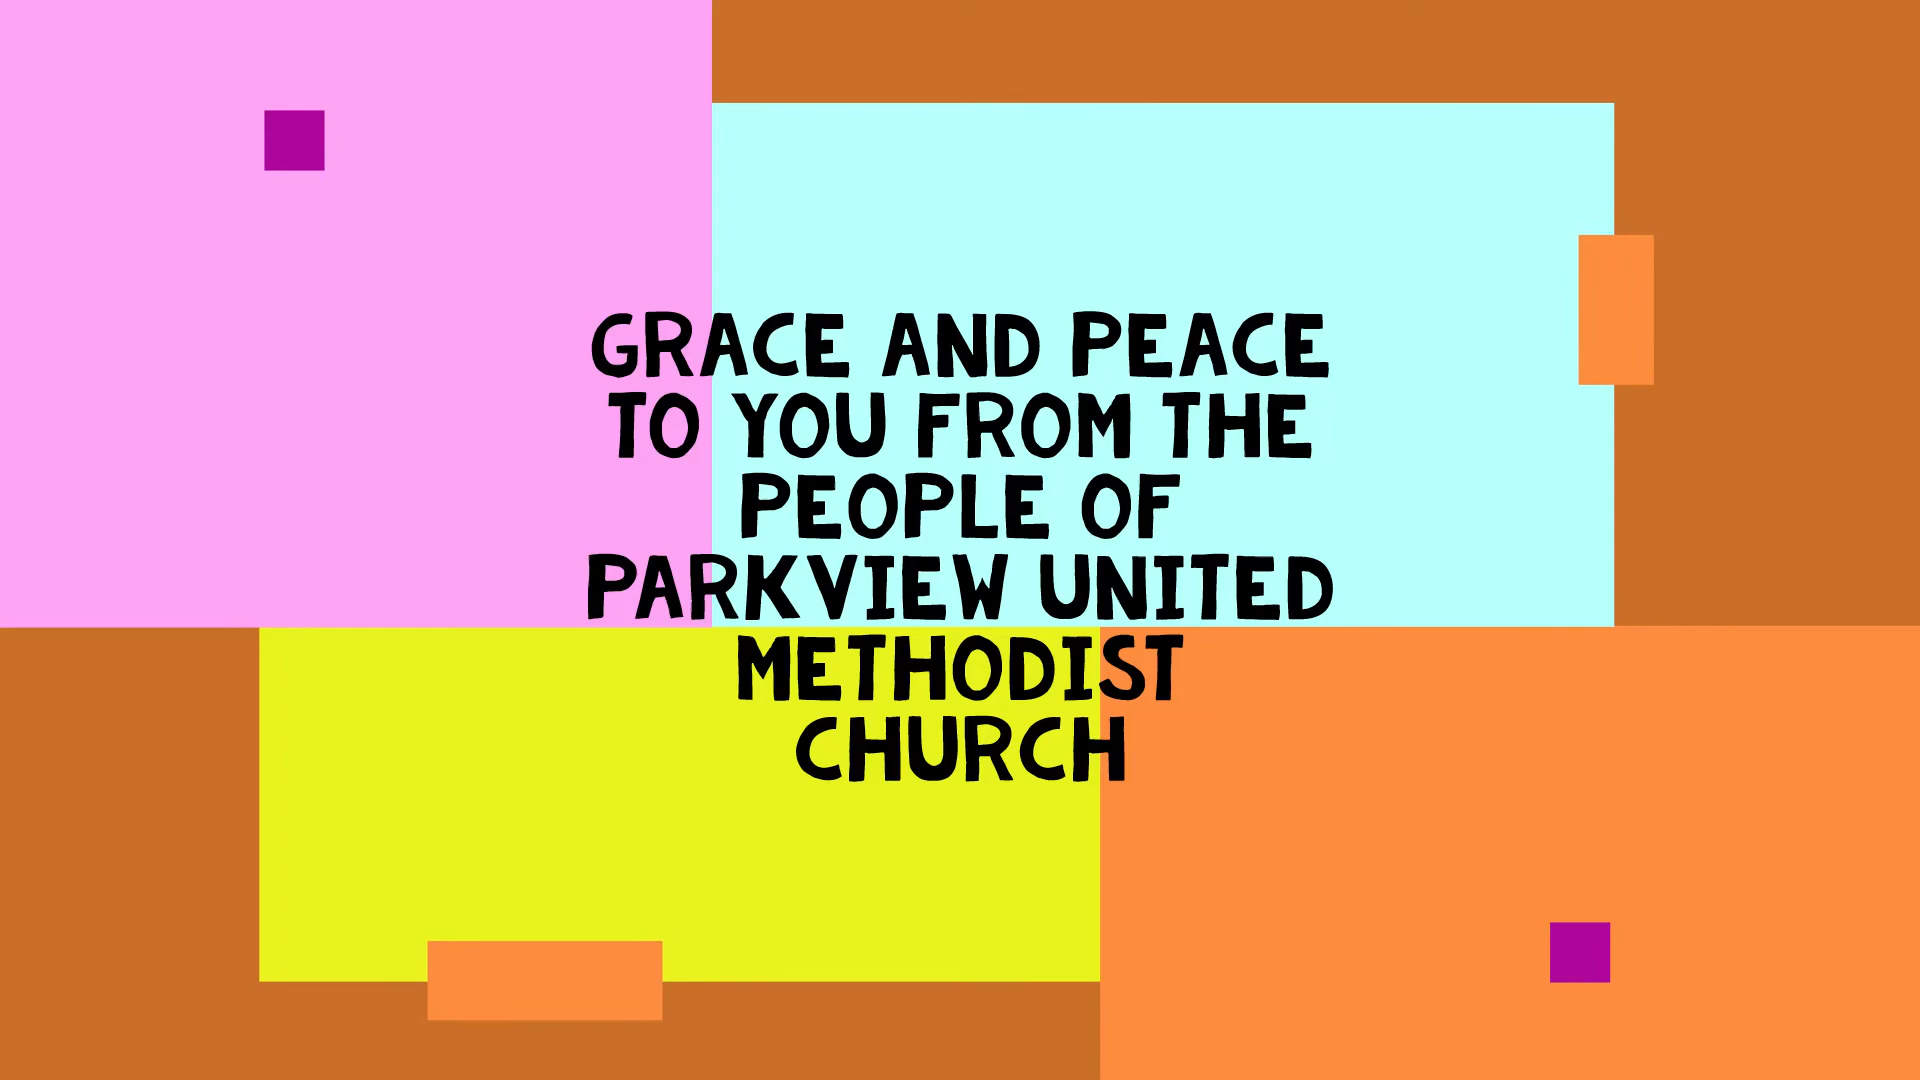 GRACE AND PEACE
TO YOU FROM THE
PEOPLE OF
PARKVIEW UNITED
METHODIST
CHURCH